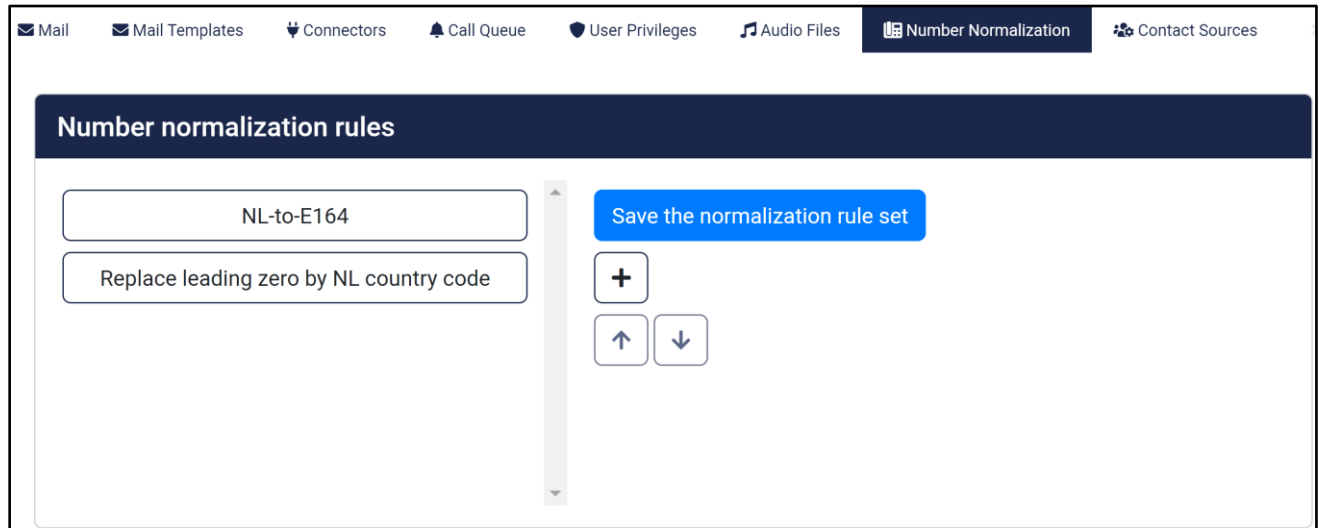 Mail Mail Templates Connectors Call Queue User Privileges Audio Files Number Normalization Contact Sources
Number normalization rules
NL-to-E164
Save the normalization rule set
Replace leading zero by NL country code